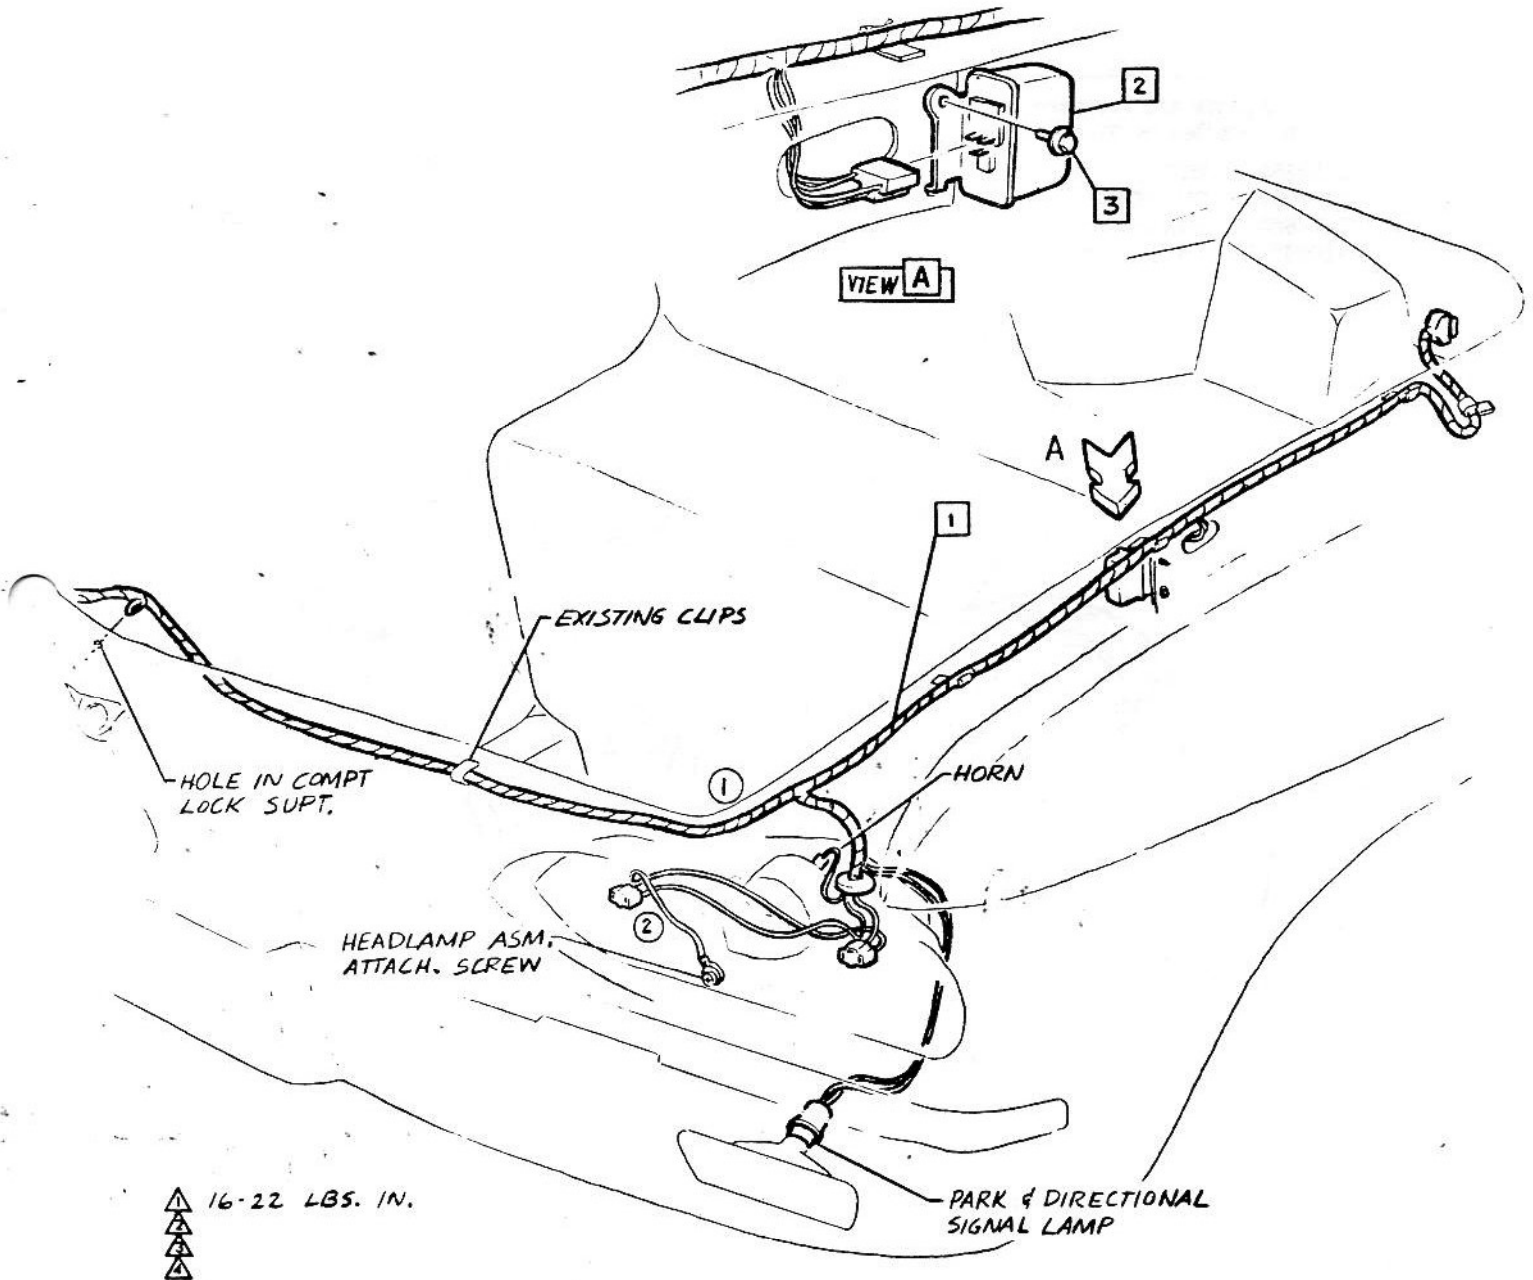 2
3
VIEW A
A
1
EXISTING CLIPS
HOLE IN COMPT
LOCK SUPT.
1
HORN
2
HEADLAMP ASM.
ATTACH. SCREW
PARK & DIRECTIONAL
SIGNAL LAMP
1 16-22 LBS. IN.
2
3
4